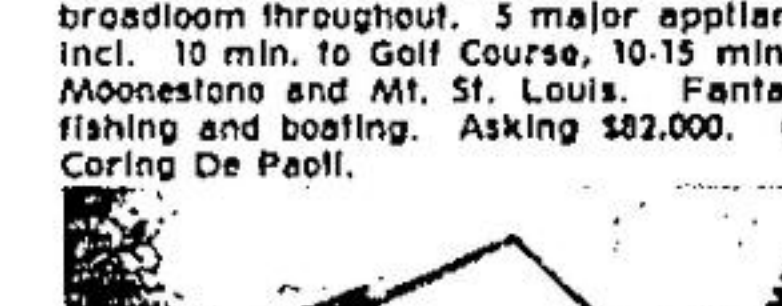 broadloom throughout. 5 major applian
incl. 10 min. to Golf Course, 10-15 min
Moonestone and Mt. St. Louis. Fanta
fishing and boating. Asking $82,000.
Coring De Paoli.